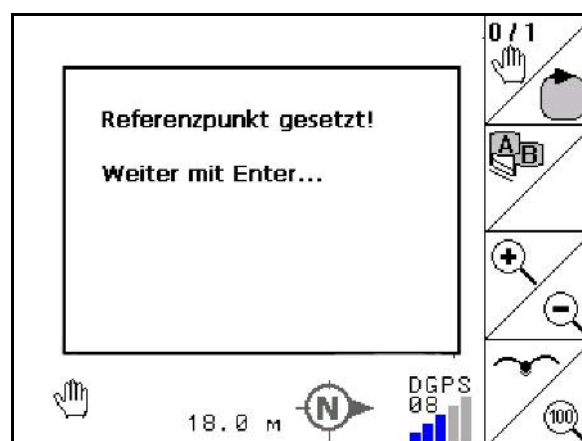 0/1
Referenzpunkt gesetzt!
A B
Weiter mit Enter...
DGPS
08
18.0 м
N
100